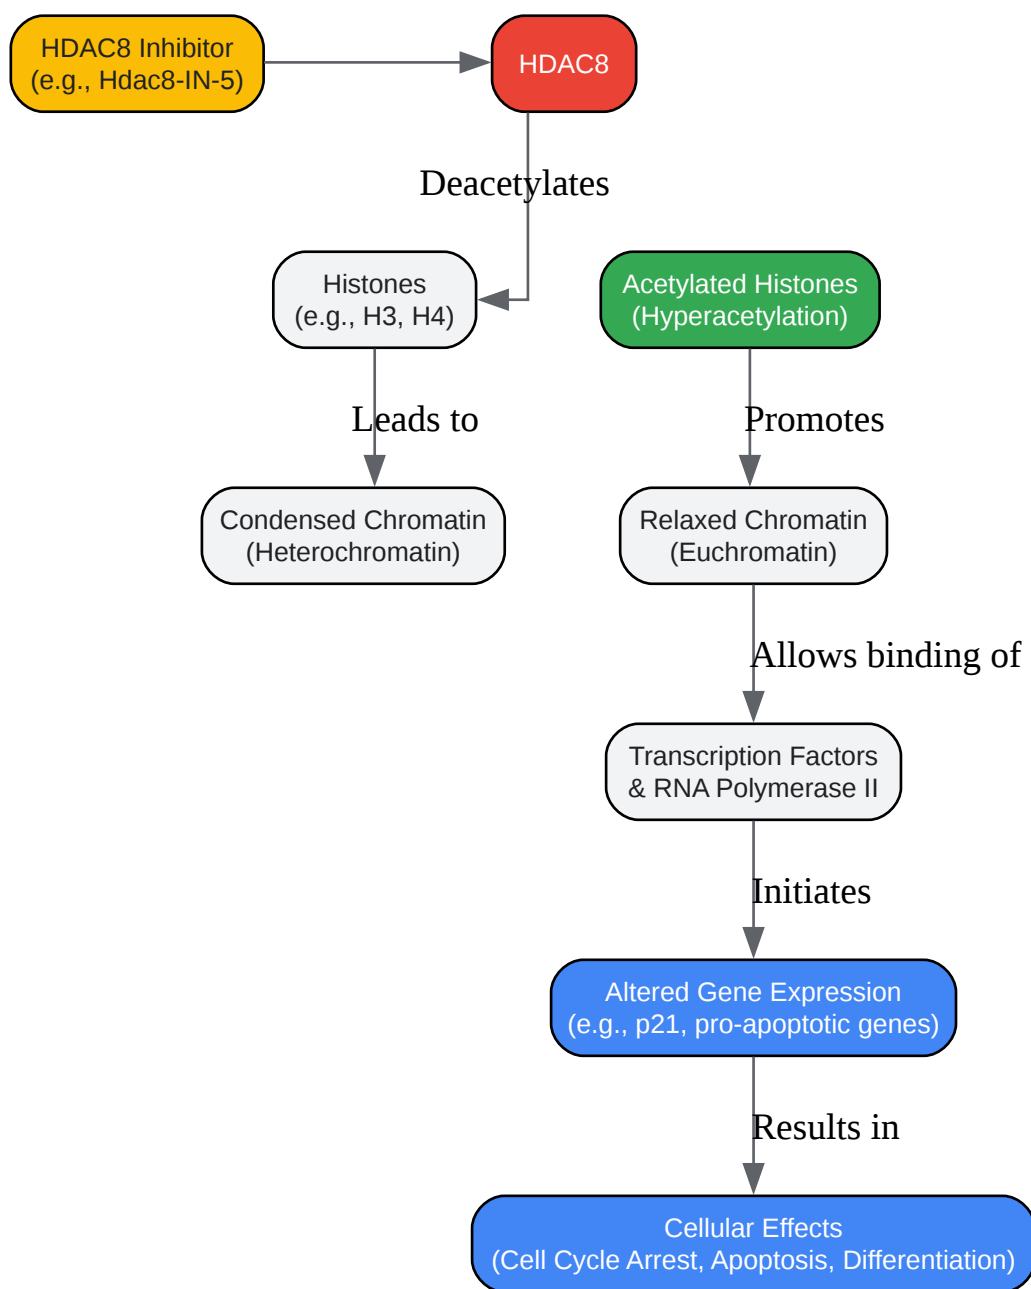 HDAC8 Inhibitor
(e.g., Hdac8-IN-5)
HDAC8
Deacetylates
Histones
(e.g., H3, H4)
Acetylated Histones
(Hyperacetylation)
Leads to
Promotes
Condensed Chromatin
(Heterochromatin)
Relaxed Chromatin
(Euchromatin)
Allows binding of
Transcription Factors
& RNA Polymerase II
Initiates
Altered Gene Expression
(e.g., p21, pro-apoptotic genes)
Results in
Cellular Effects
(Cell Cycle Arrest, Apoptosis, Differentiation)